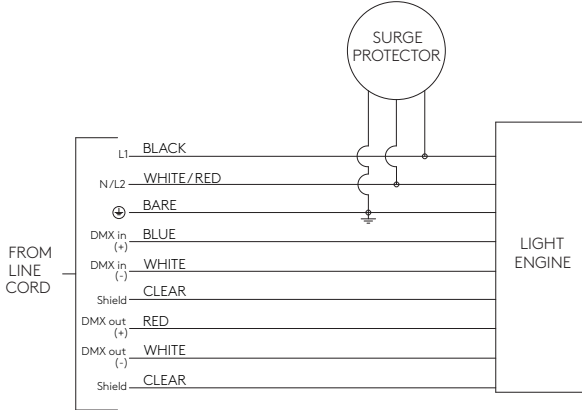 SURGE
PROTECTOR
L1 BLACK
N/L2 WHITE/RED
BARE
DMX in
(+) BLUE
DMX in
(-) WHITE
Shield CLEAR
DMX out
(+) RED
DMX out
(-) WHITE
Shield CLEAR
FROM
LINE
CORD
LIGHT
ENGINE